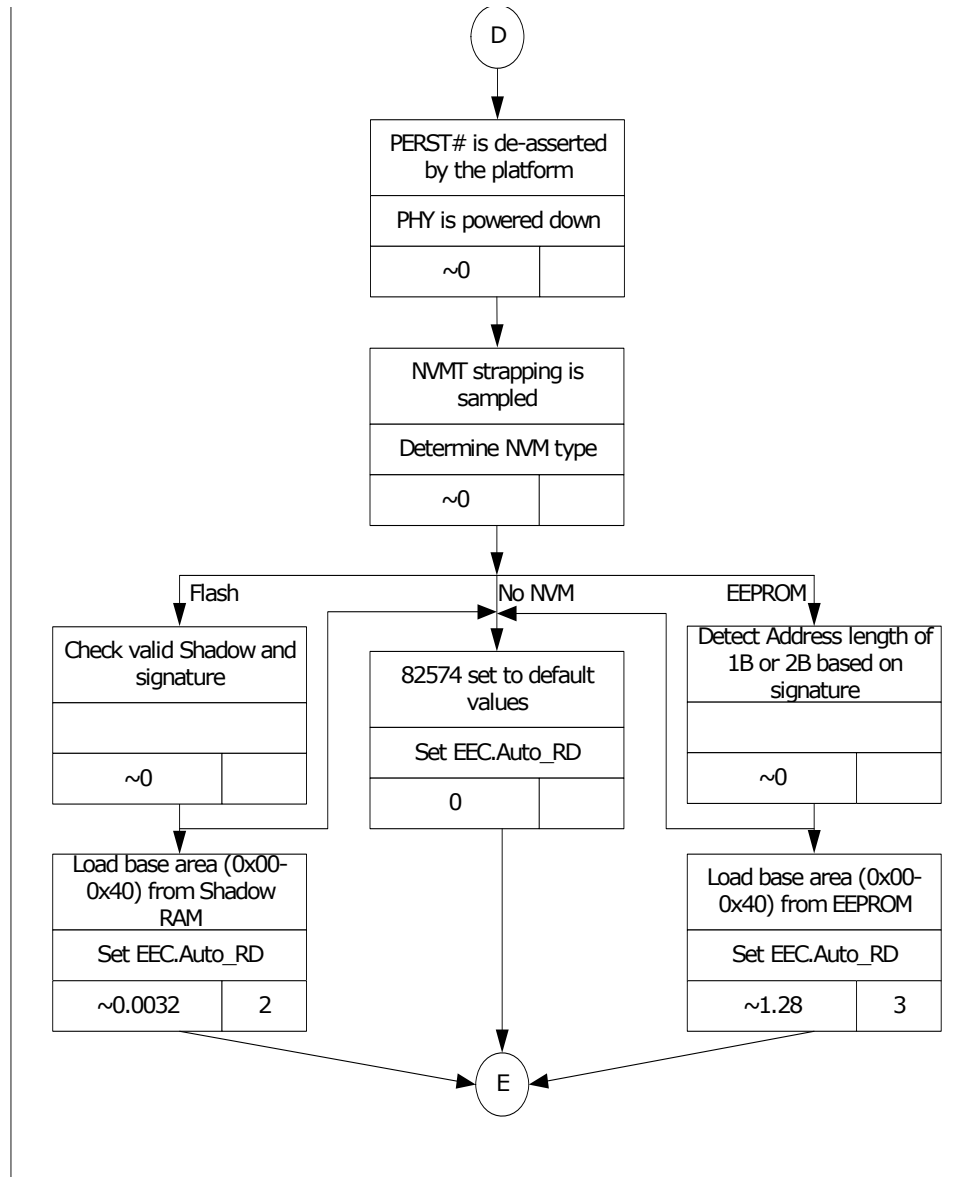 D
PERST# is de-asserted
by the platform
PHY is powered down
~0
NVMT strapping is
sampled
Determine NVM type
~0
Flash
No NVM
EEPROM
Check valid Shadow and
signature
~0
82574 set to default
values
Set EEC.Auto_RD
0
Detect Address length of
1B or 2B based on
signature
~0
Load base area (0x00-
0x40) from Shadow
RAM
Set EEC.Auto_RD
~0.0032
2
Load base area (0x00-
0x40) from EEPROM
Set EEC.Auto_RD
~1.28
3
E